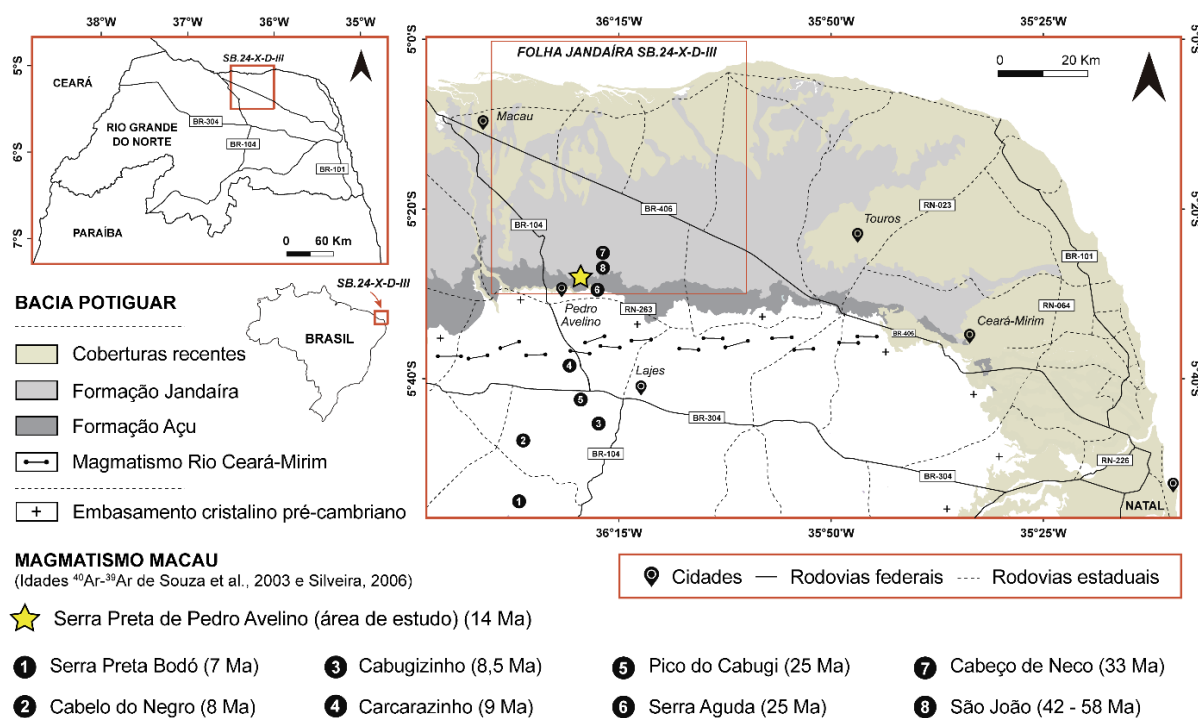 38°W 37°W 36°W 35°W
5°S
6°S
7°S
SB.24-X-D-III
CEARÁ
RIO GRANDE
DO NORTE
BR-304
BR-104
BR-101
PARAÍBA
0 60 Km
36°15'W 35°50'W 35°25'W
5°0'S 5°0'S
FOLHA JANDAÍRA SB.24-X-D-III
0 20 Km
Macau
BR-406
BR-104
Touros
RN-023
BR-101
5°20'S 5°20'S
Pedro
Avelino
RN-263
RN-064
Ceará-Mirim
BR-406
Lajes
5°40'S 5°40'S
BR-304
BR-104
RN-226
BR-304
NATAL
7
8
6
4
5
3
2
1
36°15'W 35°50'W 35°25'W
BACIA POTIGUAR
Coberturas recentes
Formação Jandaíra
Formação Açu
Magmatismo Rio Ceará-Mirim
Embasamento cristalino pré-cambriano
SB.24-X-D-III
BRASIL
MAGMATISMO MACAU
(Idades ⁴⁰Ar-³⁹Ar de Souza et al., 2003 e Silveira, 2006)
Cidades Rodovias federais Rodovias estaduais
Serra Preta de Pedro Avelino (área de estudo) (14 Ma)
1 Serra Preta Bodó (7 Ma)
2 Cabelo do Negro (8 Ma)
3 Cabugizinho (8,5 Ma)
4 Carcarazinho (9 Ma)
5 Pico do Cabugi (25 Ma)
6 Serra Aguda (25 Ma)
7 Cabeço de Neco (33 Ma)
8 São João (42 - 58 Ma)